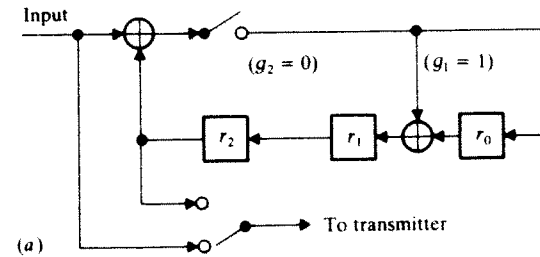 Input
(g₂ = 0)
(g₁ = 1)
r₂
r₁
r₀
To transmitter
(a)